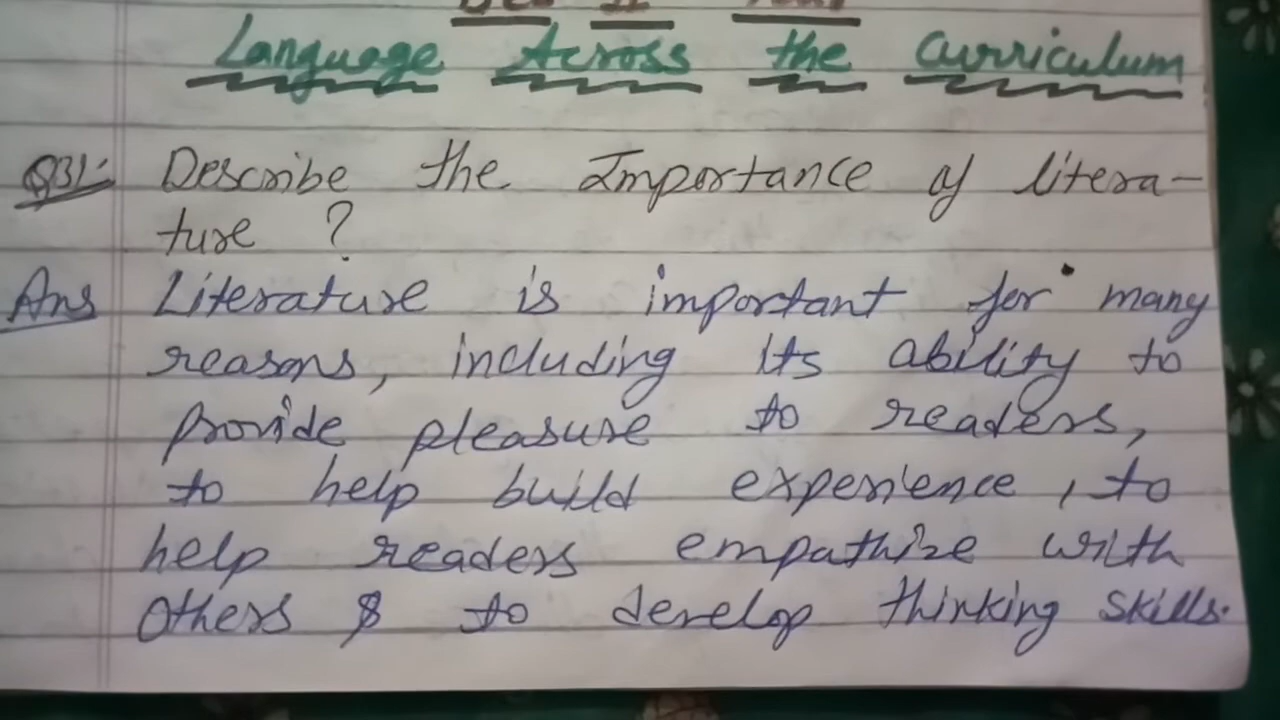 Language Across the Curriculum
Q31:- Describe the Importance of litera-
ture ?
Ans Literature is important for many
reasons, including its ability to
provide pleasure to readers,
to help build experience, to
help readers empathize with
others & to develop thinking skills.